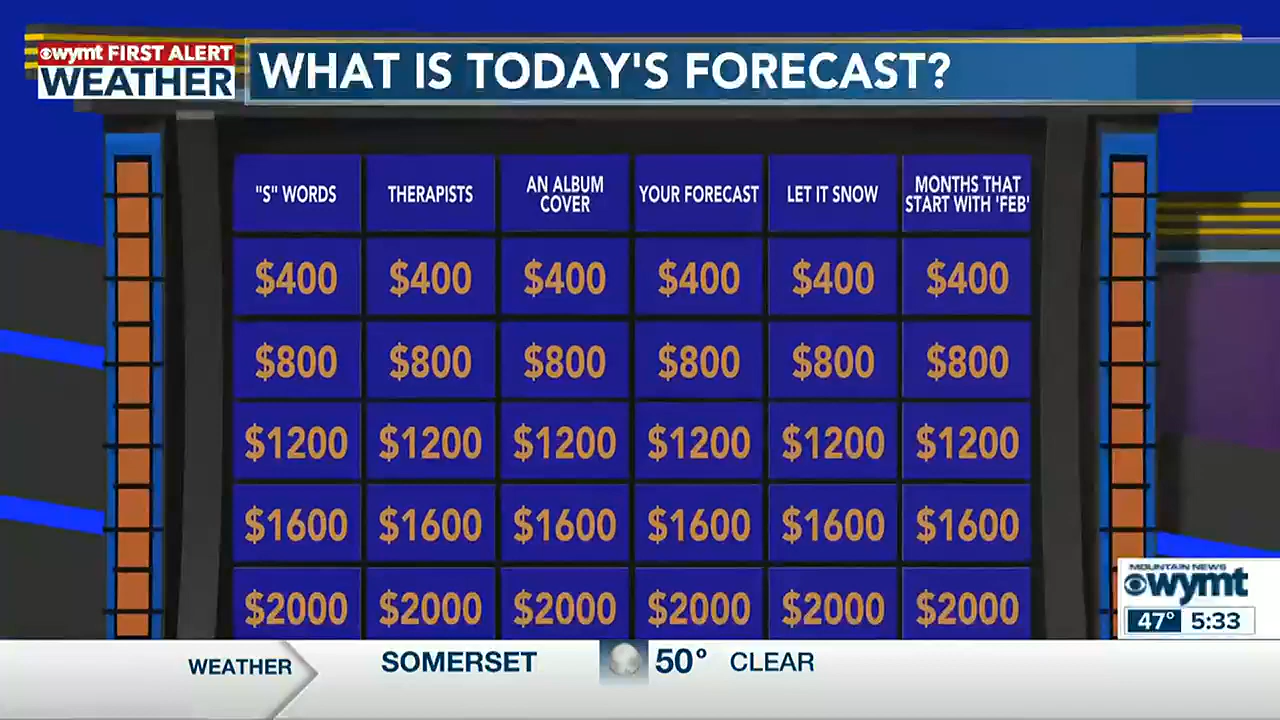 wymt FIRST ALERT
WEATHER
WHAT IS TODAY'S FORECAST?
"S" WORDS
THERAPISTS
AN ALBUM
COVER
YOUR FORECAST
LET IT SNOW
MONTHS THAT
START WITH 'FEB'
$400 $400 $400 $400 $400 $400
$800 $800 $800 $800 $800 $800
$1200 $1200 $1200 $1200 $1200 $1200
$1600 $1600 $1600 $1600 $1600 $1600
$2000 $2000 $2000 $2000 $2000 $2000
MOUNTAIN NEWS
wymt
47° 5:33
WEATHER SOMERSET 50° CLEAR